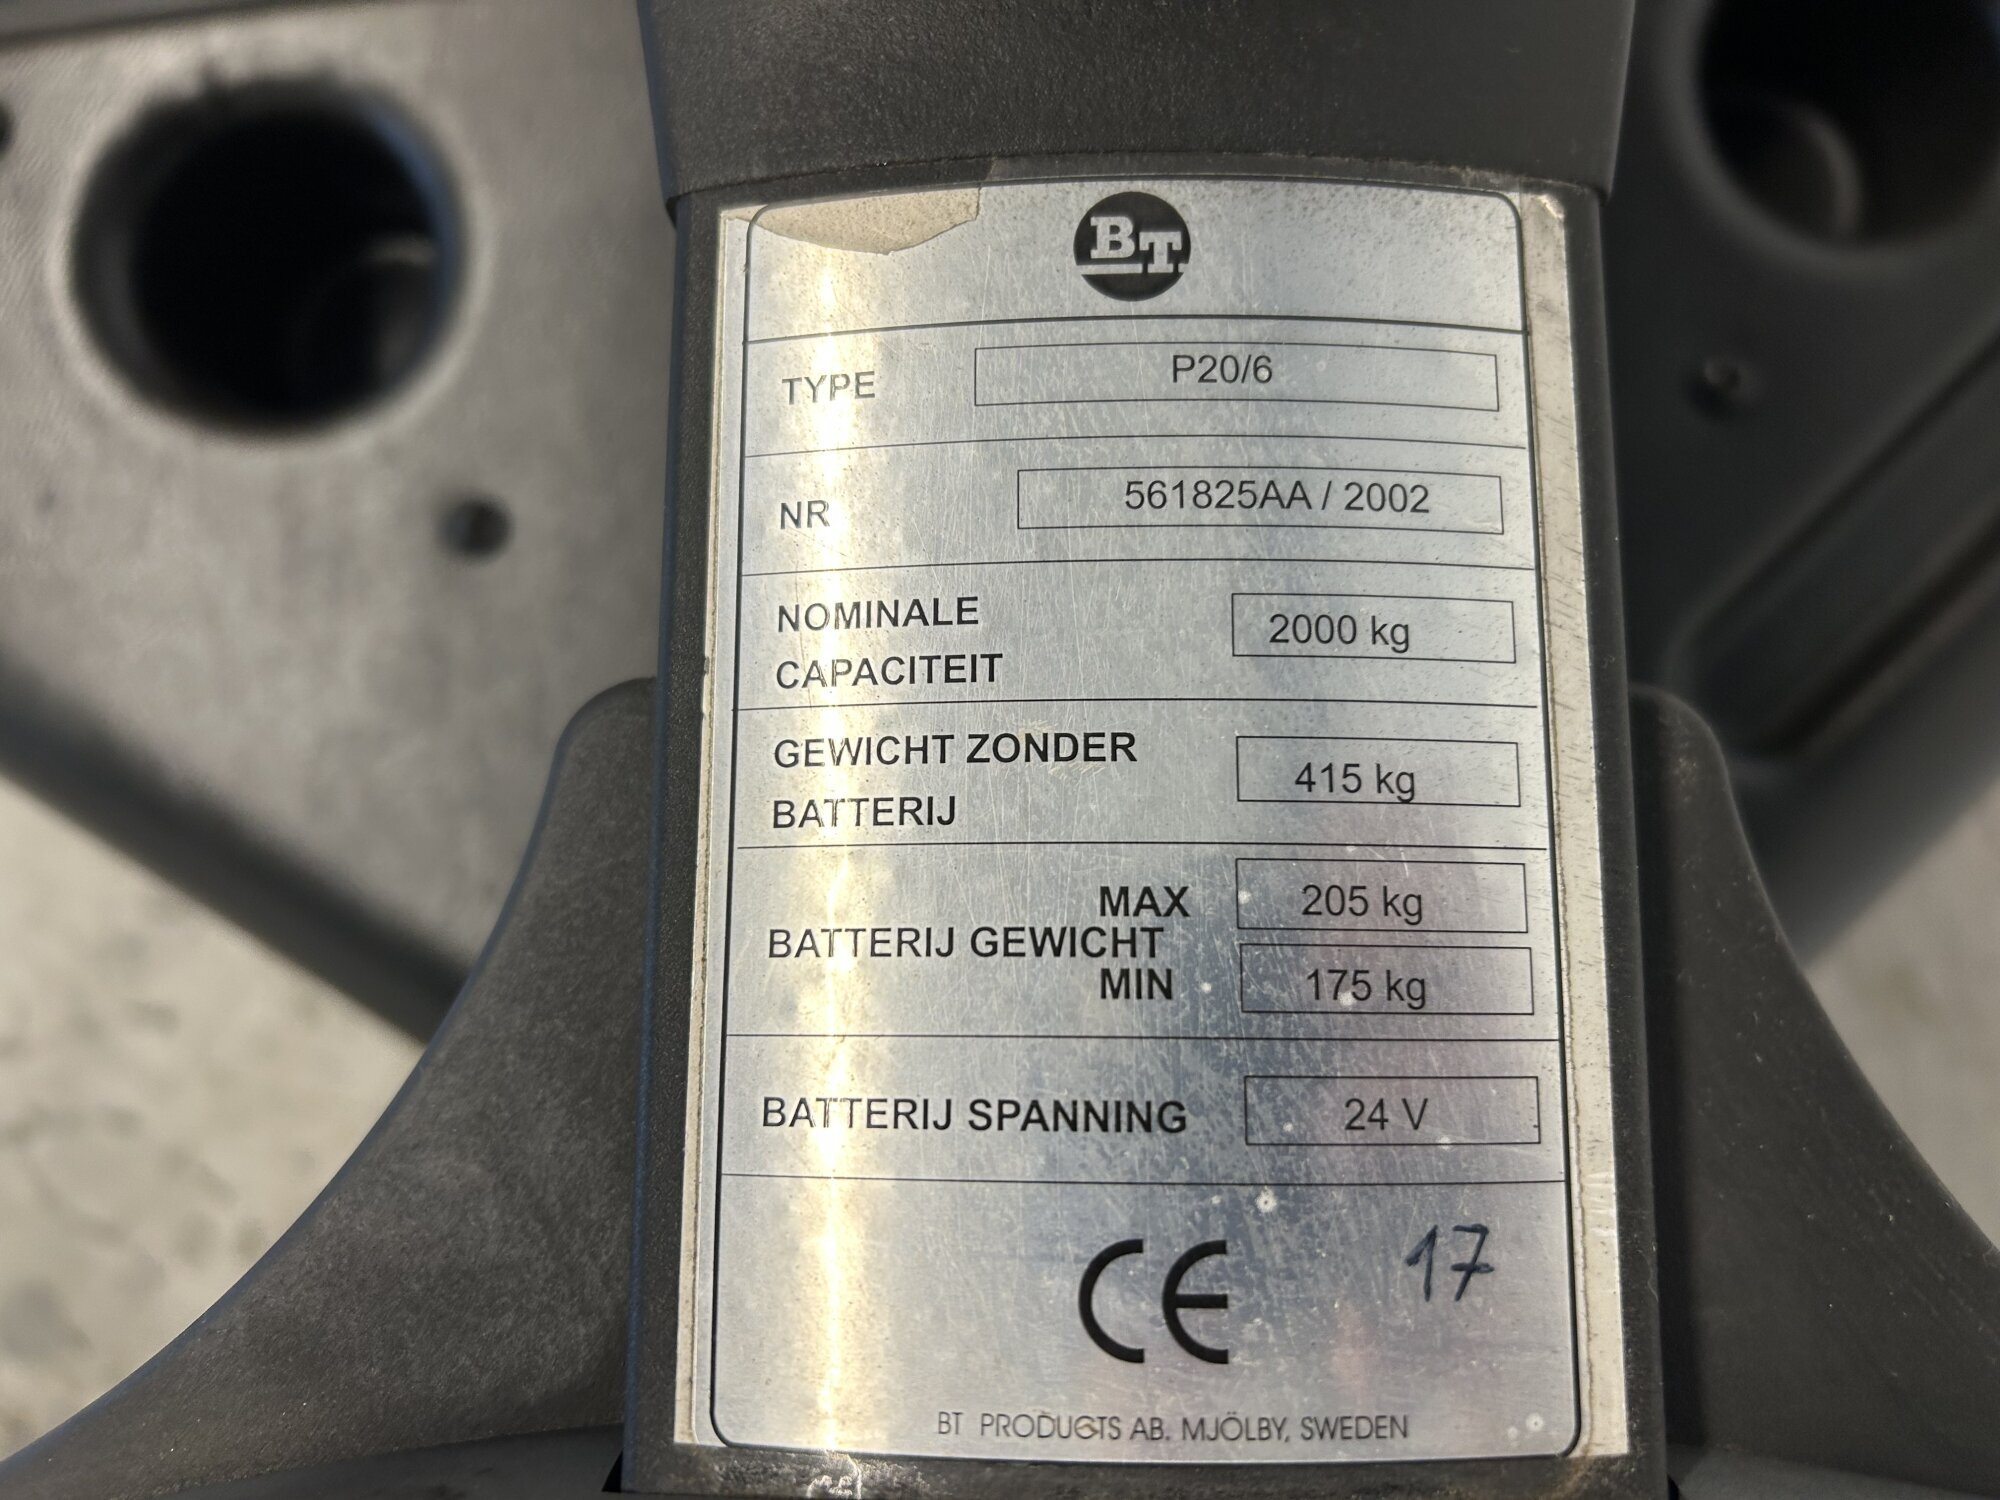 BT
TYPE P20/6
NR 561825AA / 2002
NOMINALE 2000 kg
CAPACITEIT
GEWICHT ZONDER 415 kg
BATTERIJ
MAX 205 kg
BATTERIJ GEWICHT
MIN 175 kg
BATTERIJ SPANNING 24 V
CE
17
BT PRODUCTS AB. MJÖLBY, SWEDEN